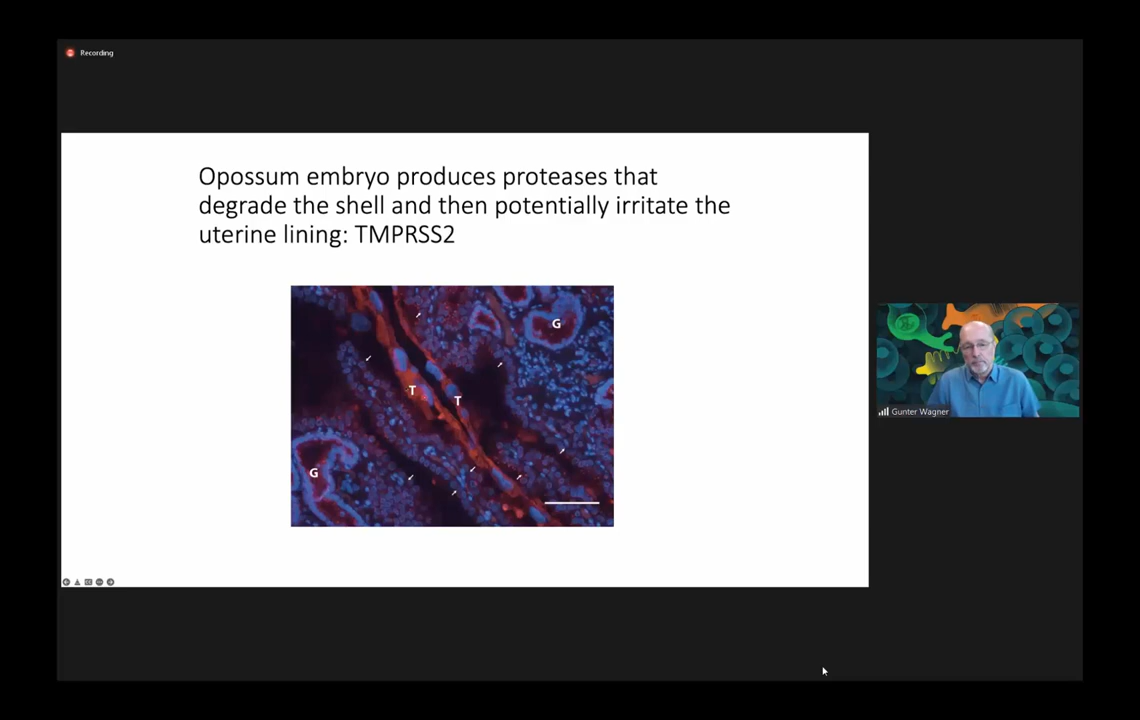 Recording
Opossum embryo produces proteases that
degrade the shell and then potentially irritate the
uterine lining: TMPRSS2
G
T
T
G
Gunter Wagner